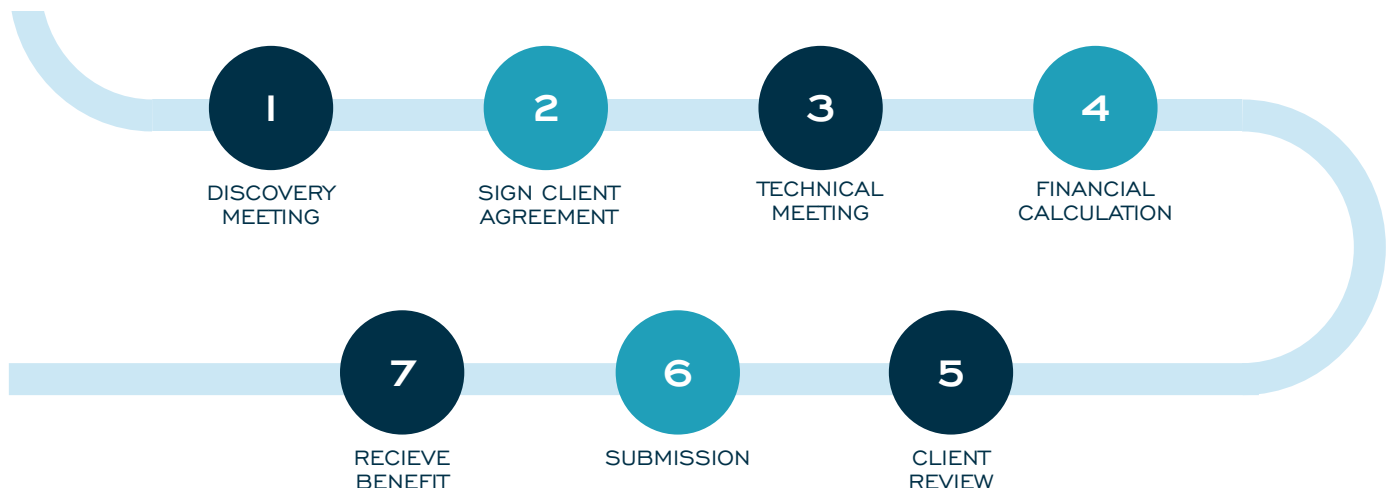 1
DISCOVERY
MEETING
2
SIGN CLIENT
AGREEMENT
3
TECHNICAL
MEETING
4
FINANCIAL
CALCULATION
5
CLIENT
REVIEW
6
SUBMISSION
7
RECIEVE
BENEFIT